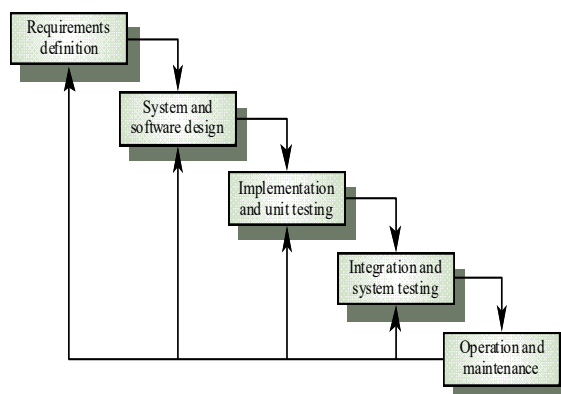 Requirements
definition
System and
software design
Implementation
and unit testing
Integration and
system testing
Operation and
maintenance